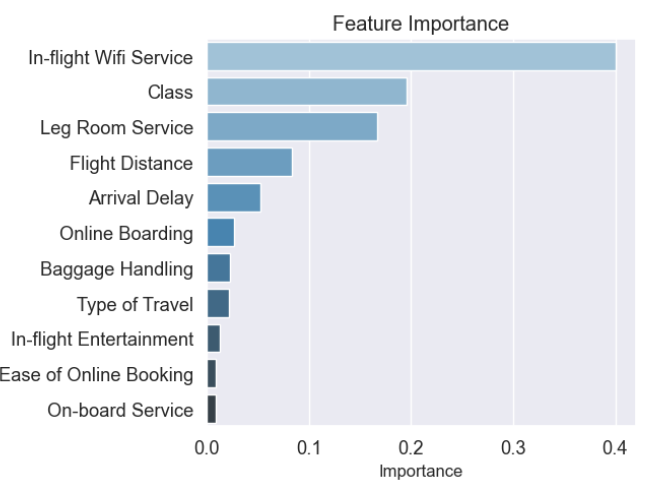 Feature Importance
In-flight Wifi Service
Class
Leg Room Service
Flight Distance
Arrival Delay
Online Boarding
Baggage Handling
Type of Travel
In-flight Entertainment
Ease of Online Booking
On-board Service
0.0 0.1 0.2 0.3 0.4
Importance